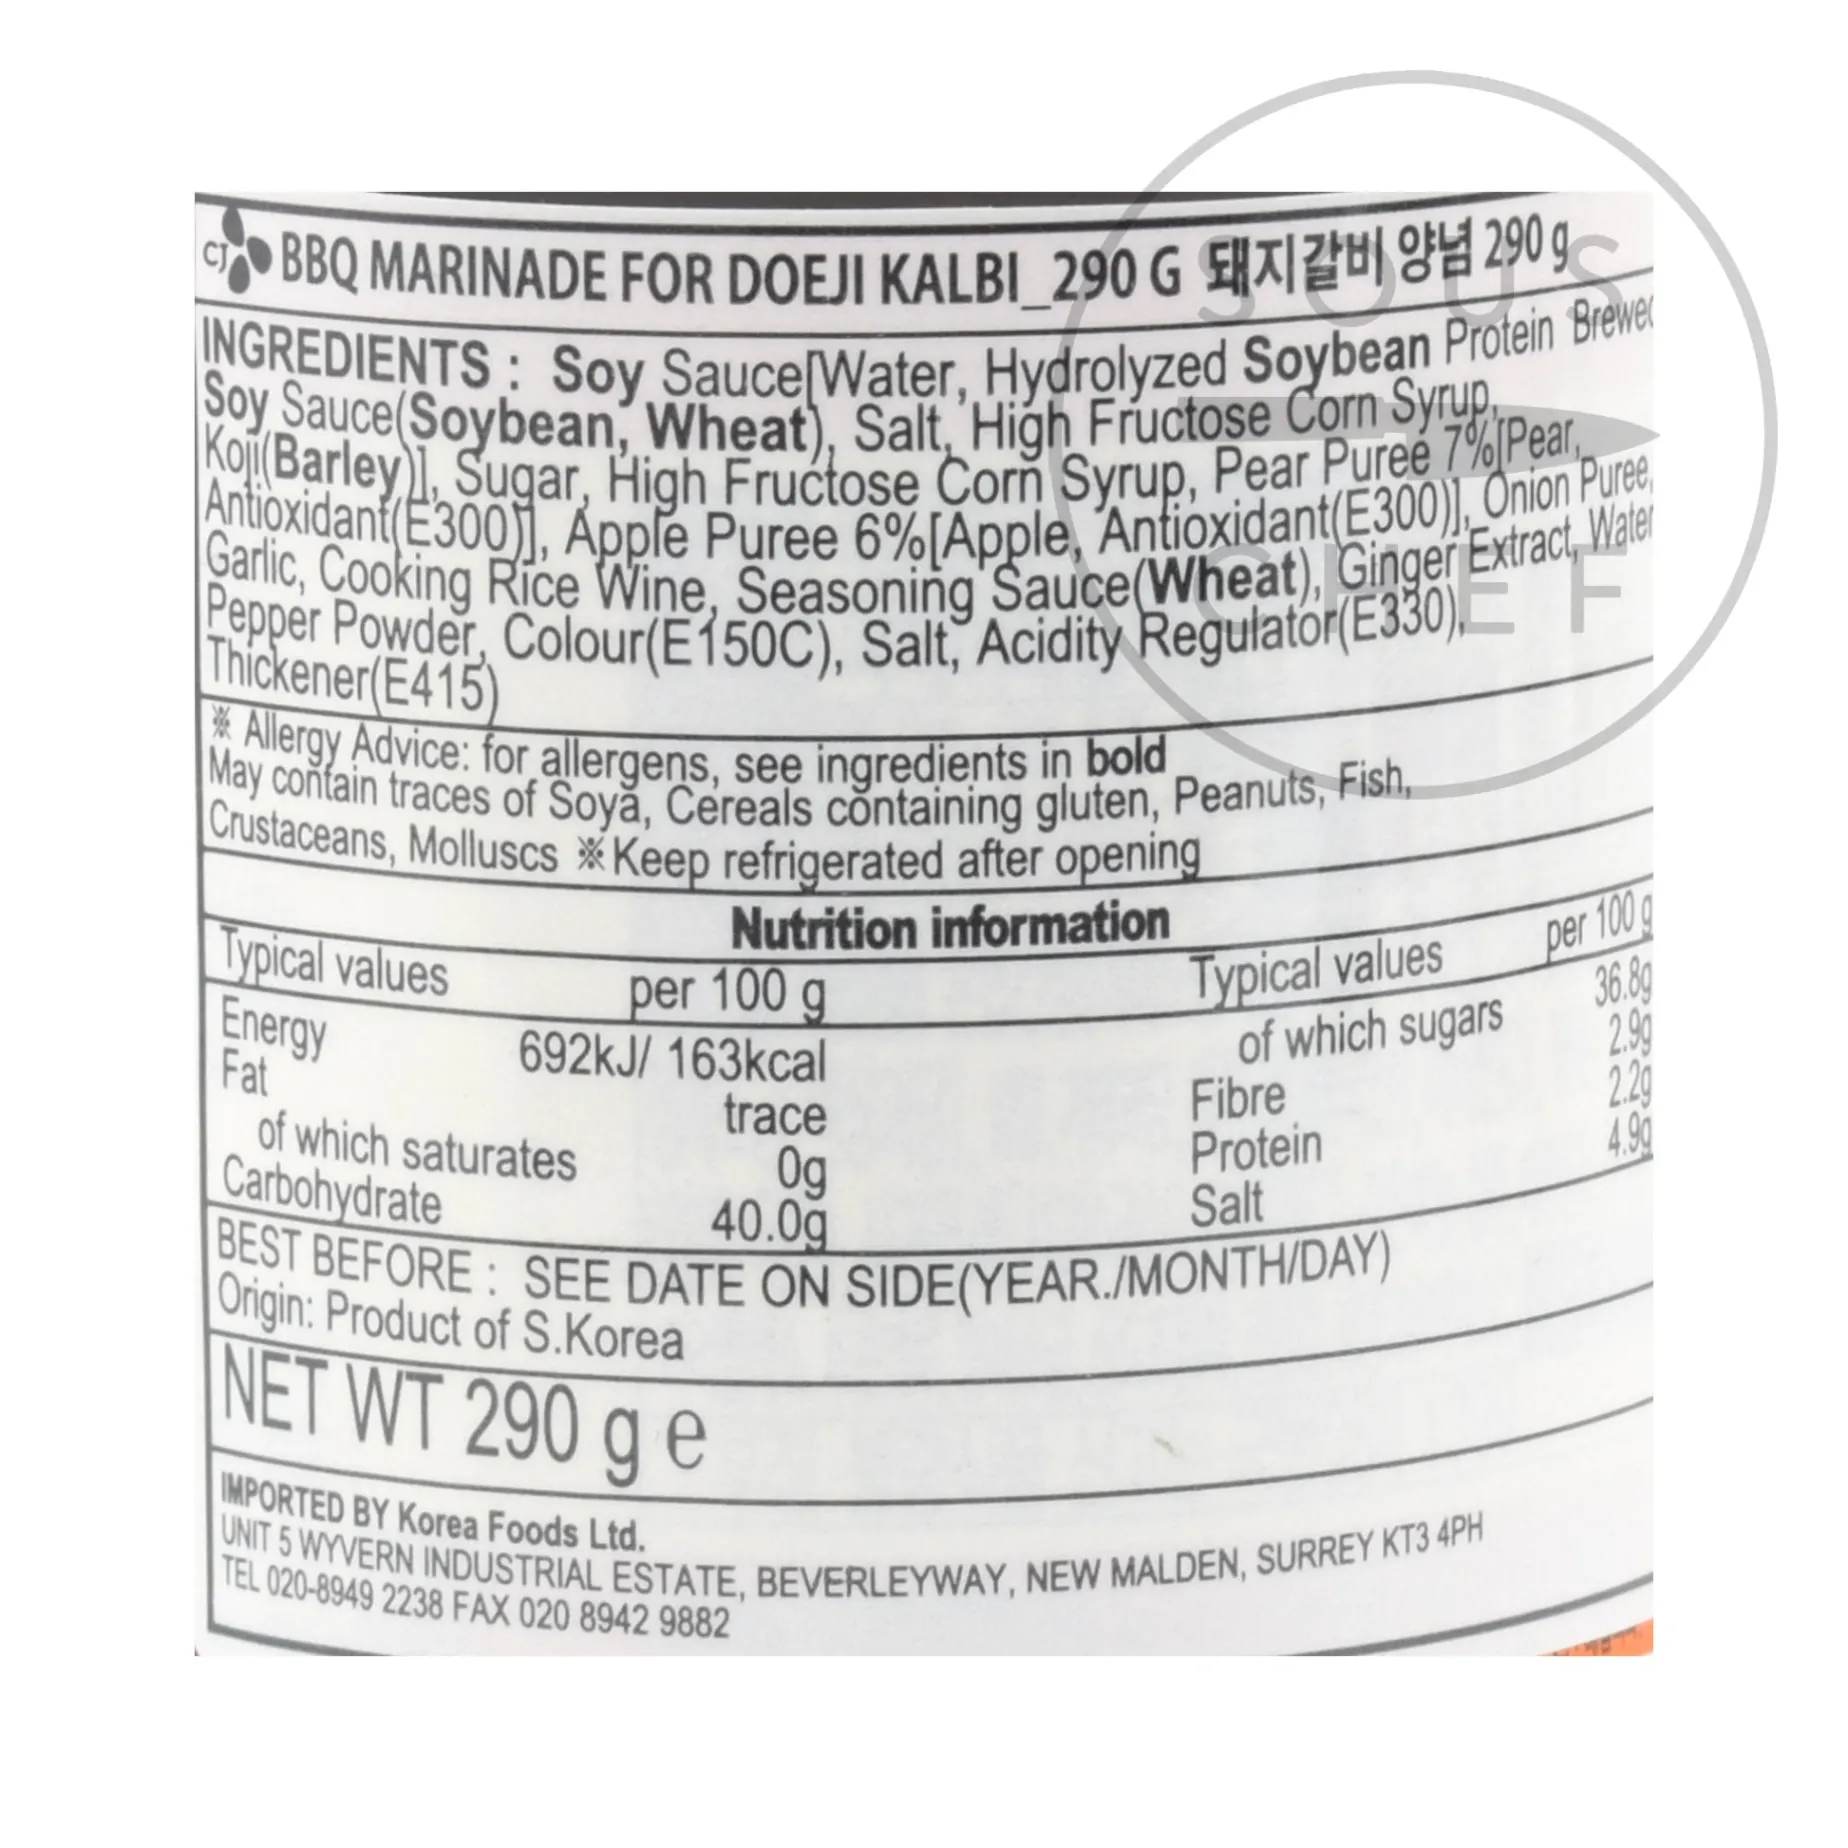 CJ BBQ MARINADE FOR DOEJI KALBI_290 G 돼지갈비 양념 290 g
INGREDIENTS : Soy Sauce[Water, Hydrolyzed Soybean Protein Brewed
Soy Sauce(Soybean, Wheat), Salt, High Fructose Corn Syrup,
Koji(Barley)], Sugar, High Fructose Corn Syrup, Pear Puree 7%[Pear,
Antioxidant(E300)], Apple Puree 6%[Apple, Antioxidant(E300)], Onion Puree,
Garlic, Cooking Rice Wine, Seasoning Sauce(Wheat), Ginger Extract, Water
Pepper Powder, Colour(E150C), Salt, Acidity Regulator(E330),
Thickener(E415)
※ Allergy Advice: for allergens, see ingredients in bold
May contain traces of Soya, Cereals containing gluten, Peanuts, Fish,
Crustaceans, Molluscs ※Keep refrigerated after opening
Nutrition information
Typical values per 100 g Typical values per 100 g
Energy 692kJ/ 163kcal of which sugars 36.8g
Fat trace Fibre 2.9g
of which saturates 0g Protein 2.2g
Carbohydrate 40.0g Salt 4.9g
BEST BEFORE : SEE DATE ON SIDE(YEAR./MONTH/DAY)
Origin: Product of S.Korea
NET WT 290 g e
IMPORTED BY Korea Foods Ltd.
UNIT 5 WYVERN INDUSTRIAL ESTATE, BEVERLEYWAY, NEW MALDEN, SURREY KT3 4PH
TEL 020-8949 2238 FAX 020 8942 9882
SOUS
CHEF